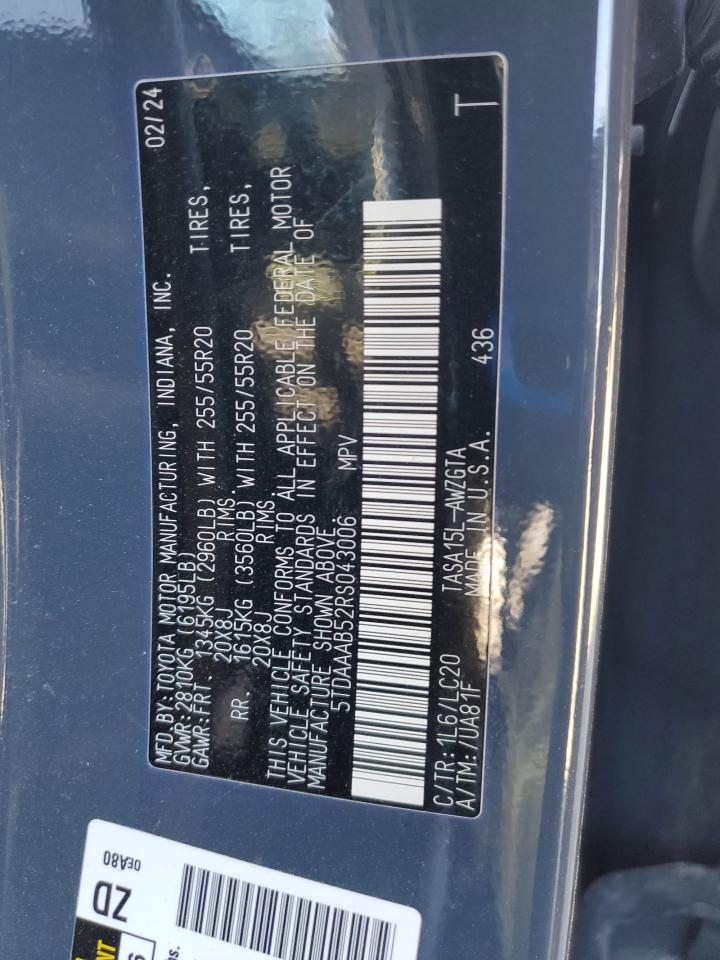 MFD BY:TOYOTA MOTOR MANUFACTURING, INDIANA, INC. 02/24
GVWR:2810KG (6195LB)
GAWR:FRT. 1345KG (2960LB) WITH 255/55R20 TIRES,
20X8J RIMS.
RR. 1615KG (3560LB) WITH 255/55R20 TIRES,
20X8J RIMS.
THIS VEHICLE CONFORMS TO ALL APPLICABLE FEDERAL MOTOR
VEHICLE SAFETY STANDARDS IN EFFECT ON THE DATE OF
MANUFACTURE SHOWN ABOVE.
5TDAAAB52RS043006 MPV
C/TR:1L6/LC20 TASA15L-AWZGTA
A/TM:/UA81F MADE IN U.S.A. 436 T
0EA80
ZD